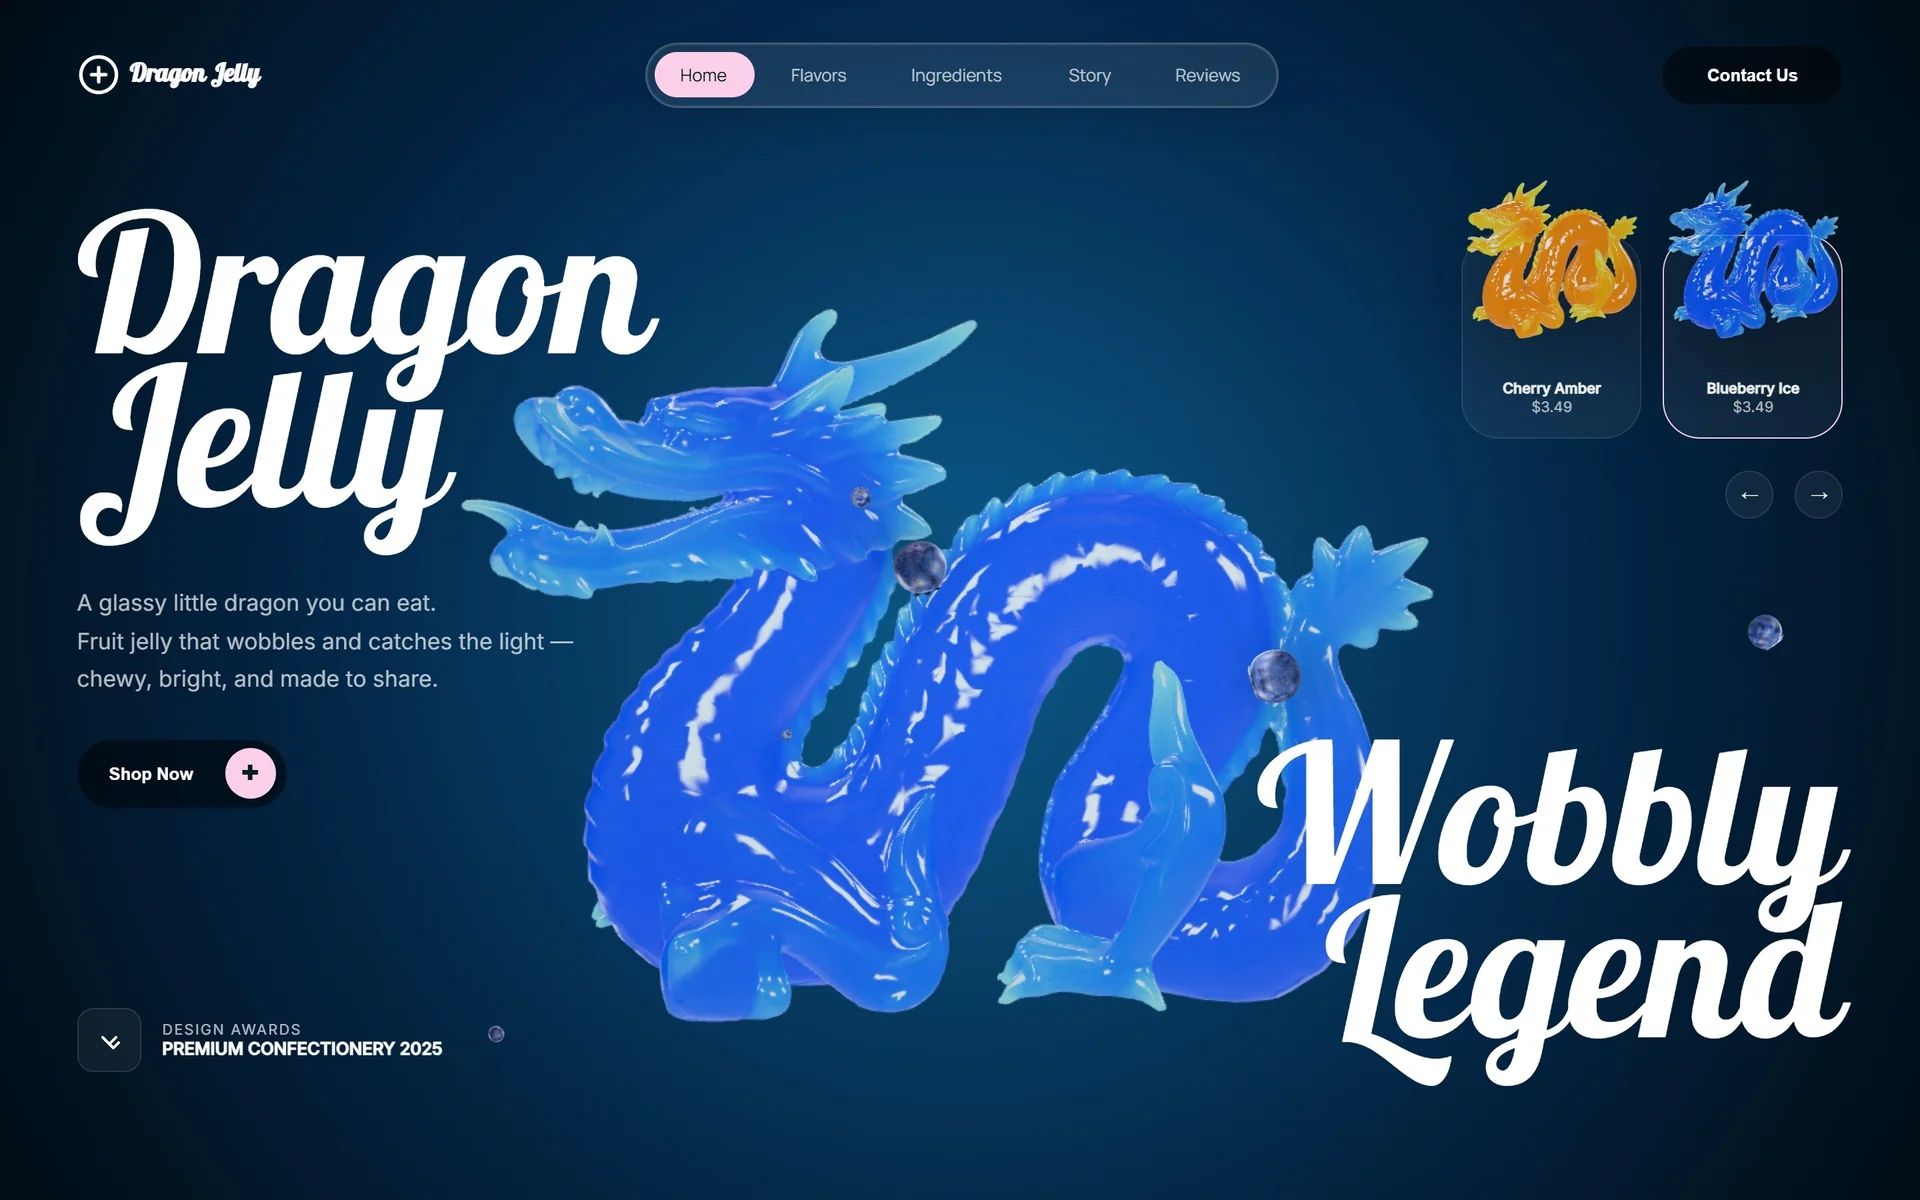 Dragon Jelly
Home
Flavors
Ingredients
Story
Reviews
Contact Us
Dragon
Jelly
A glassy little dragon you can eat.
Fruit jelly that wobbles and catches the light —
chewy, bright, and made to share.
Shop Now
Cherry Amber
$3.49
Blueberry Ice
$3.49
Wobbly
Legend
DESIGN AWARDS
PREMIUM CONFECTIONERY 2025